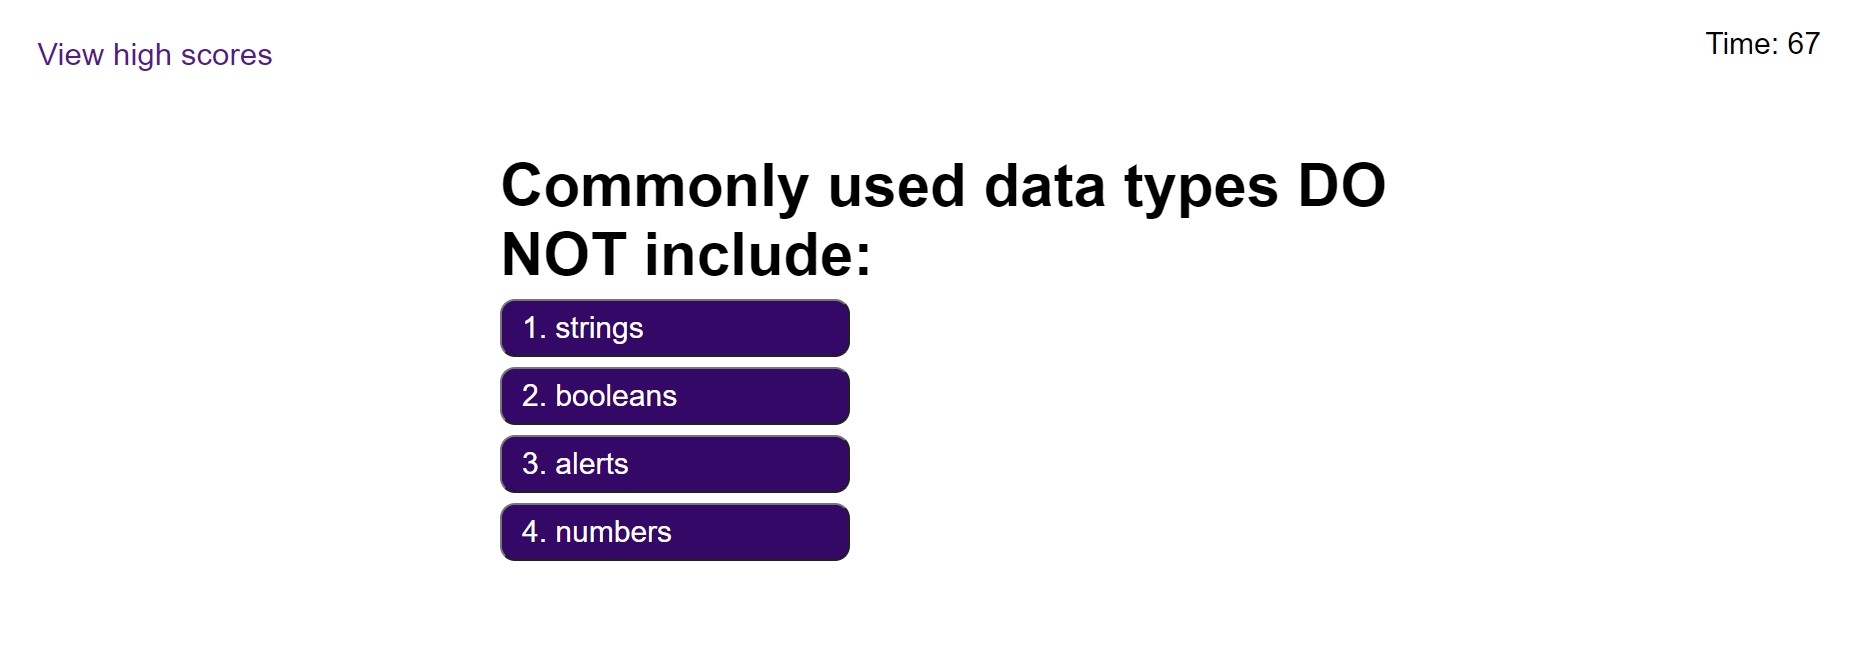 View high scores
Time: 67
Commonly used data types DO
NOT include:
1. strings
2. booleans
3. alerts
4. numbers